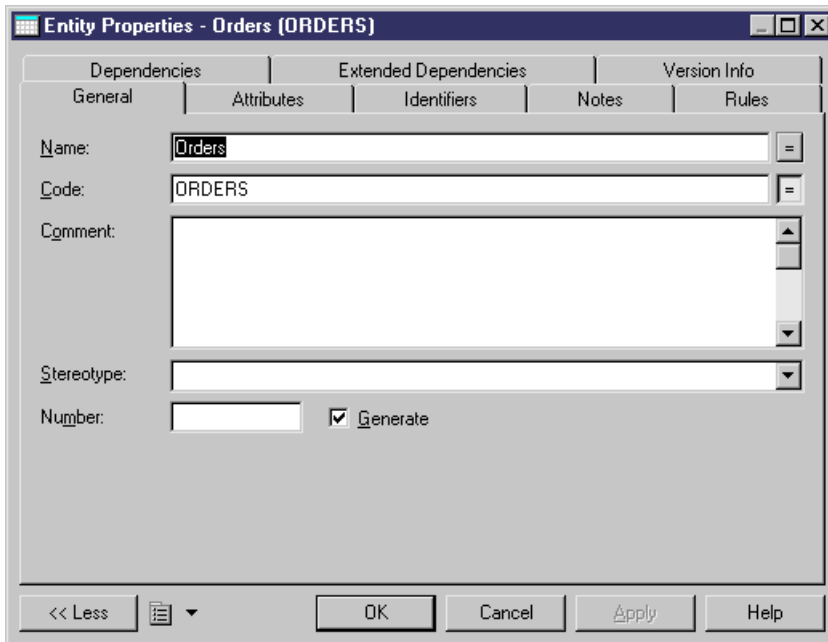 Entity Properties - Orders (ORDERS)
Dependencies Extended Dependencies Version Info
General Attributes Identifiers Notes Rules
Name: Orders =
Code: ORDERS =
Comment:
Stereotype:
Number: Generate
<< Less OK Cancel Apply Help